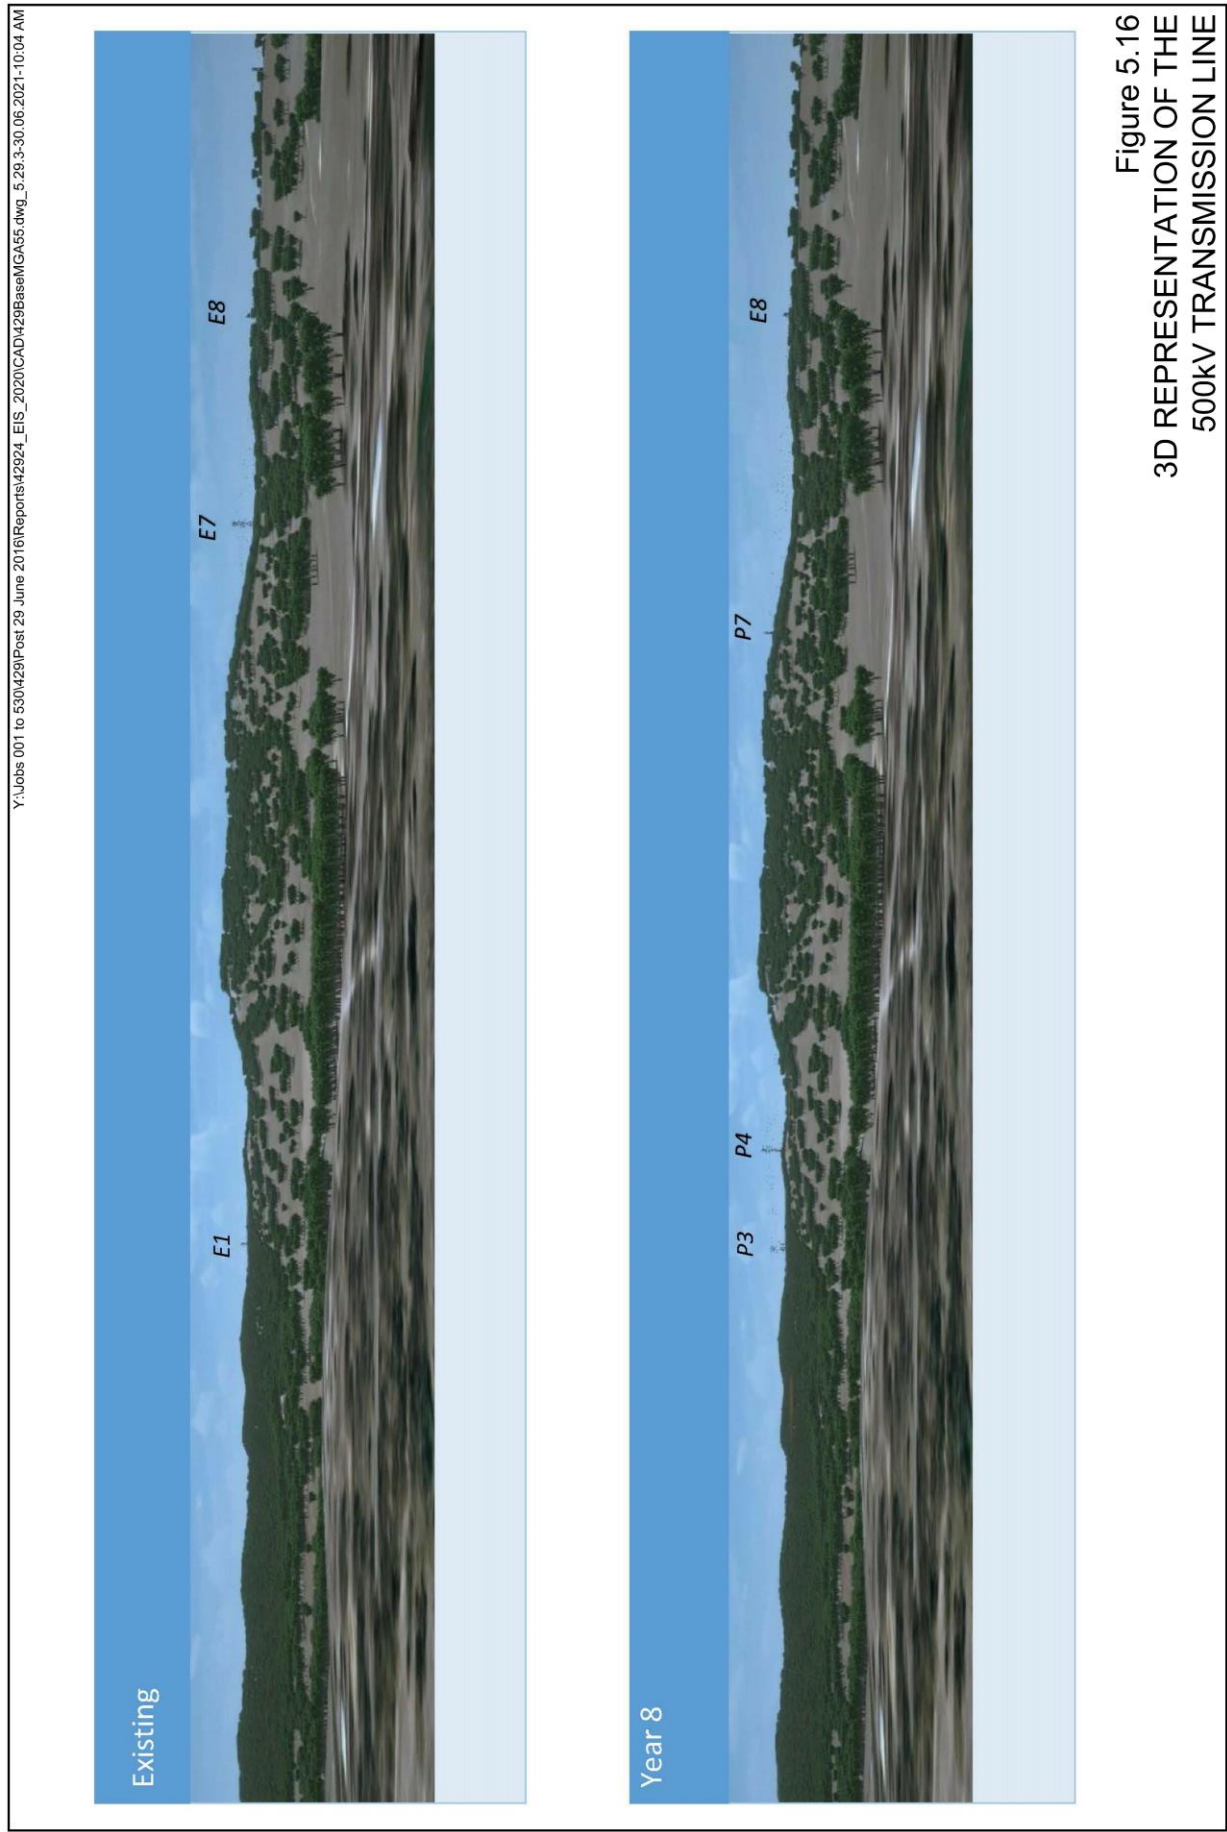 Y:\Jobs 001 to 530\429\Post 29 June 2016\Reports\42924_EIS_2020\CAD\429BaseMGA55.dwg_5.29.3-30.06.2021-10:04 AM
Existing
E1
E7
E8
Year 8
P3
P4
P7
E8
Figure 5.16
3D REPRESENTATION OF THE
500kV TRANSMISSION LINE